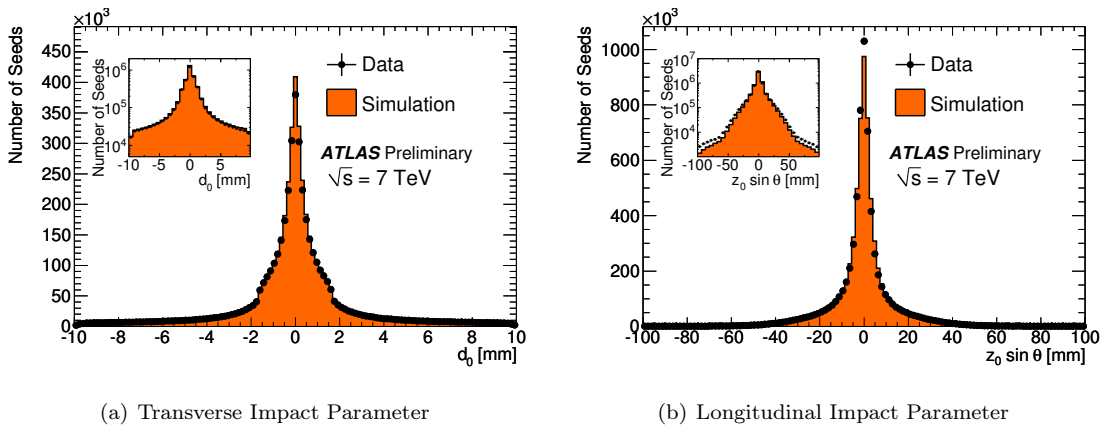 ×10³
Number of Seeds
450
400
350
300
250
200
150
100
50
0
-10 -8 -6 -4 -2 0 2 4 6 8 10
d₀ [mm]
Data
Simulation
ATLAS Preliminary
√s = 7 TeV
Number of Seeds
10⁶
10⁵
10⁴
-10 -5 0 5
d₀ [mm]
(a) Transverse Impact Parameter
×10³
Number of Seeds
1000
800
600
400
200
0
-100 -80 -60 -40 -20 0 20 40 60 80 100
z₀ sin θ [mm]
Data
Simulation
ATLAS Preliminary
√s = 7 TeV
Number of Seeds
10⁷
10⁶
10⁵
10⁴
-100 -50 0 50
z₀ sin θ [mm]
(b) Longitudinal Impact Parameter